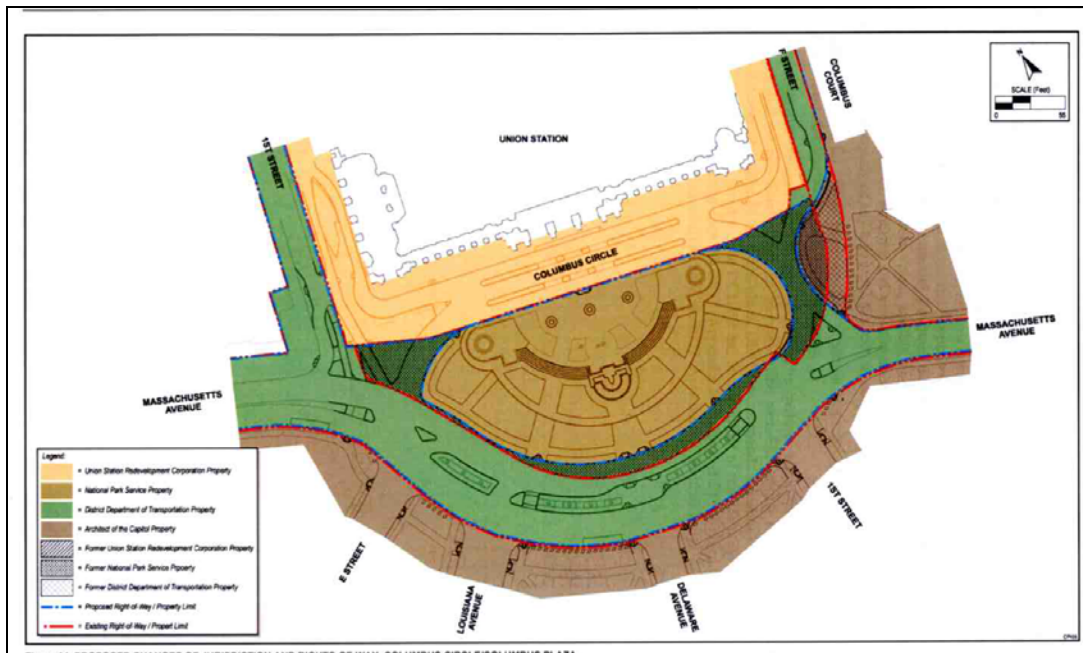 UNION STATION
1ST STREET
F STREET
COLUMBUS
COURT
SCALE (Feet)
0
COLUMBUS CIRCLE
MASSACHUSETTS
AVENUE
MASSACHUSETTS
AVENUE
E STREET
LOUISIANA
AVENUE
DELAWARE
AVENUE
1ST STREET
Legend:
= Union Station Redevelopment Corporation Property
= National Park Service Property
= District Department of Transportation Property
= Architect of the Capitol Property
= Former Union Station Redevelopment Corporation Property
= Former National Park Service Property
= Former District Department of Transportation Property
= Proposed Right-of-Way / Property Limit
= Existing Right-of-Way / Propert Limit